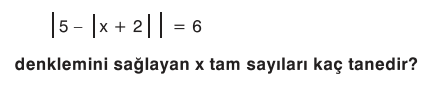 |5 – |x + 2|| = 6
denklemini sağlayan x tam sayıları kaç tanedir?